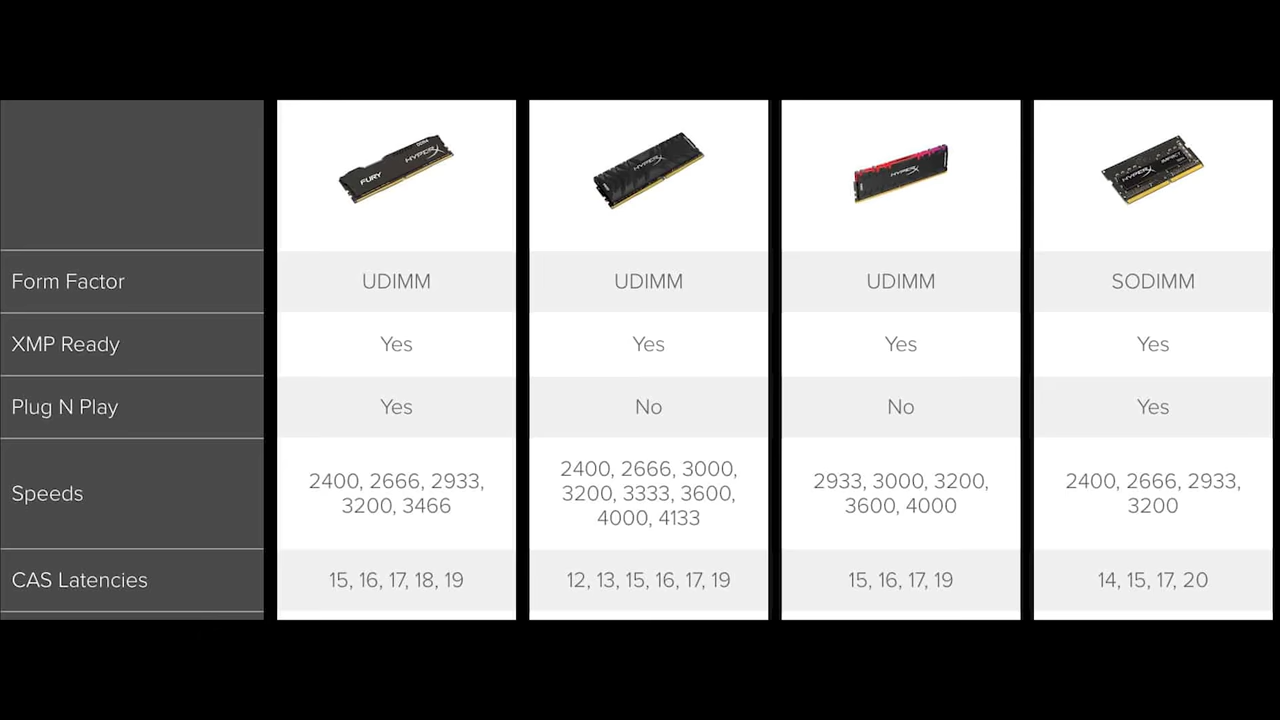 DDR4
HYPERX
FURY
HYPERX
HYPERX
HYPERX
IMPACT
Form Factor
UDIMM
UDIMM
UDIMM
SODIMM
XMP Ready
Yes
Yes
Yes
Yes
Plug N Play
Yes
No
No
Yes
Speeds
2400, 2666, 2933,
3200, 3466
2400, 2666, 3000,
3200, 3333, 3600,
4000, 4133
2933, 3000, 3200,
3600, 4000
2400, 2666, 2933,
3200
CAS Latencies
15, 16, 17, 18, 19
12, 13, 15, 16, 17, 19
15, 16, 17, 19
14, 15, 17, 20